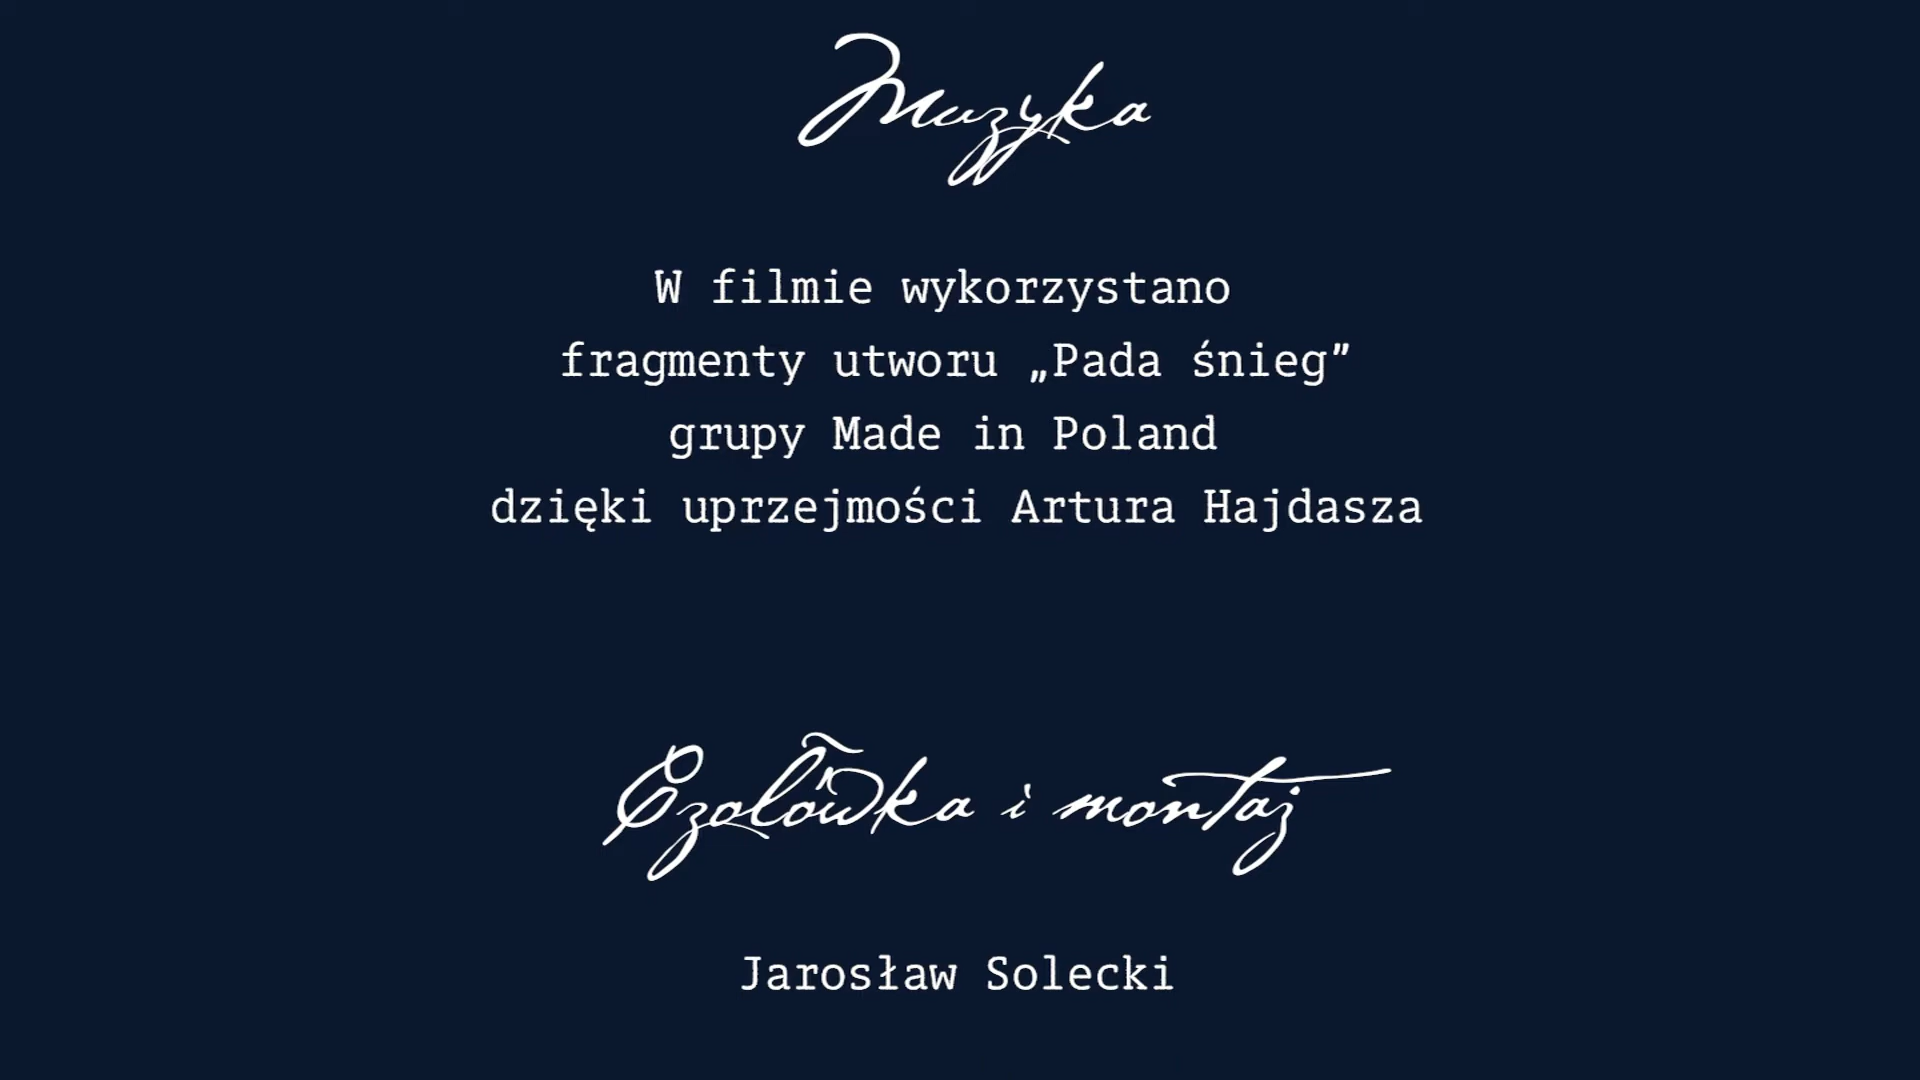 Muzyka
W filmie wykorzystano
fragmenty utworu „Pada śnieg”
grupy Made in Poland
dzięki uprzejmości Artura Hajdasza
Czołówka i montaż
Jarosław Solecki